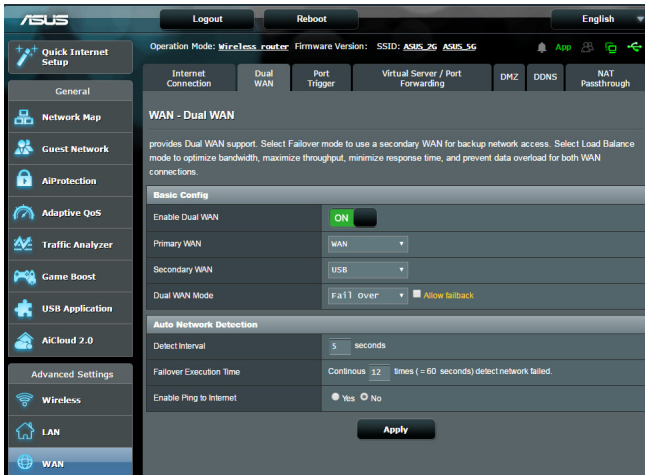 ASUS
Logout
Reboot
English
Quick Internet
Setup
Operation Mode: Wireless router Firmware Version: SSID: ASUS_2G ASUS_5G
App
General
Network Map
Guest Network
AiProtection
Adaptive QoS
Traffic Analyzer
Game Boost
USB Application
AiCloud 2.0
Advanced Settings
Wireless
LAN
WAN
Internet
Connection
Dual
WAN
Port
Trigger
Virtual Server / Port
Forwarding
DMZ
DDNS
NAT
Passthrough
WAN - Dual WAN
provides Dual WAN support. Select Failover mode to use a secondary WAN for backup network access. Select Load Balance
mode to optimize bandwidth, maximize throughput, minimize response time, and prevent data overload for both WAN
connections.
Basic Config
Enable Dual WAN ON
Primary WAN WAN
Secondary WAN USB
Dual WAN Mode Fail Over Allow failback
Auto Network Detection
Detect Interval 5 seconds
Failover Execution Time Continous 12 times ( = 60 seconds) detect network failed.
Enable Ping to Internet Yes No
Apply